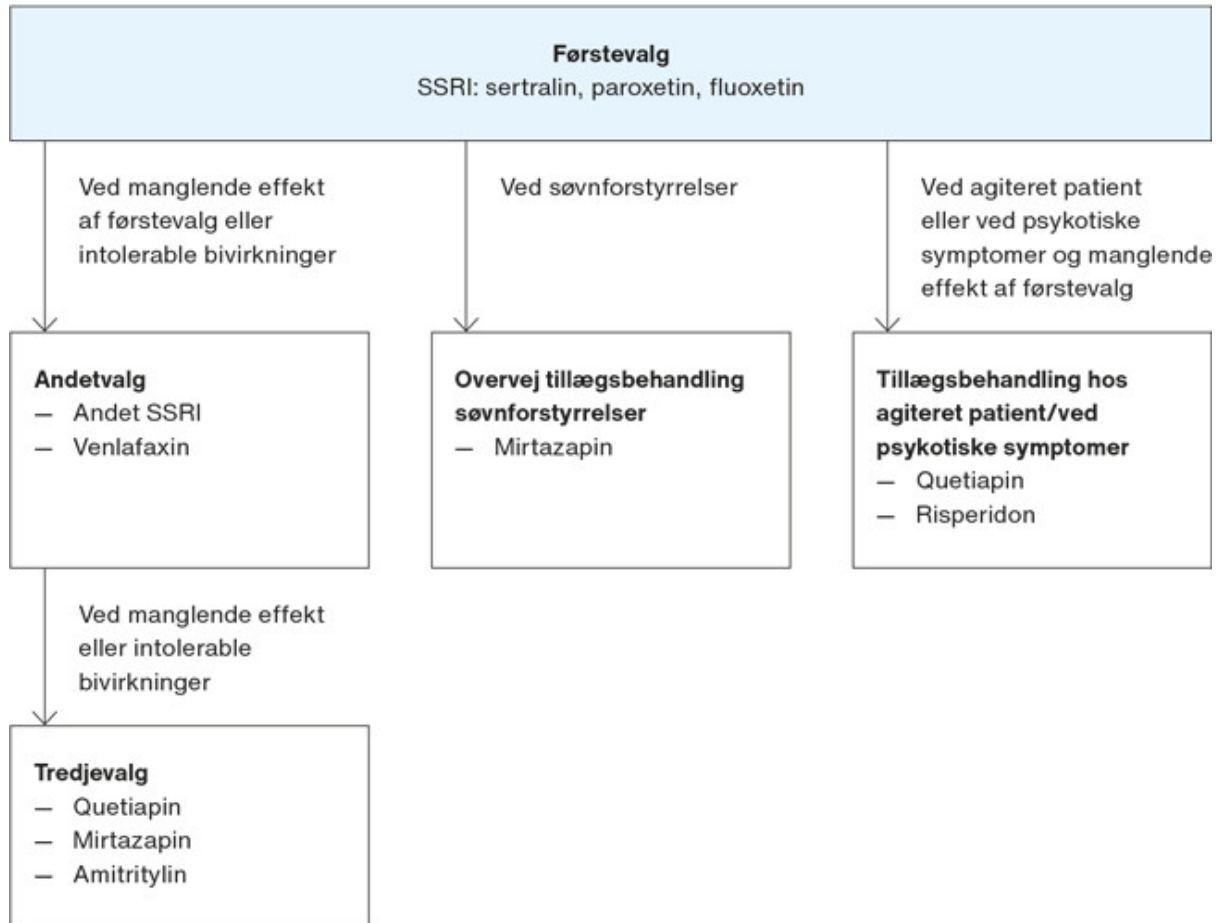 Førstevalg
SSRI: sertralin, paroxetin, fluoxetin
Ved manglende effekt
af førstevalg eller
intolerable bivirkninger
Ved søvnforstyrrelser
Ved agiteret patient
eller ved psykotiske
symptomer og manglende
effekt af førstevalg
Andetvalg
— Andet SSRI
— Venlafaxin
Overvej tillægsbehandling
søvnforstyrrelser
— Mirtazapin
Tillægsbehandling hos
agiteret patient/ved
psykotiske symptomer
— Quetiapin
— Risperidon
Ved manglende effekt
eller intolerable
bivirkninger
Tredjevalg
— Quetiapin
— Mirtazapin
— Amitritylin